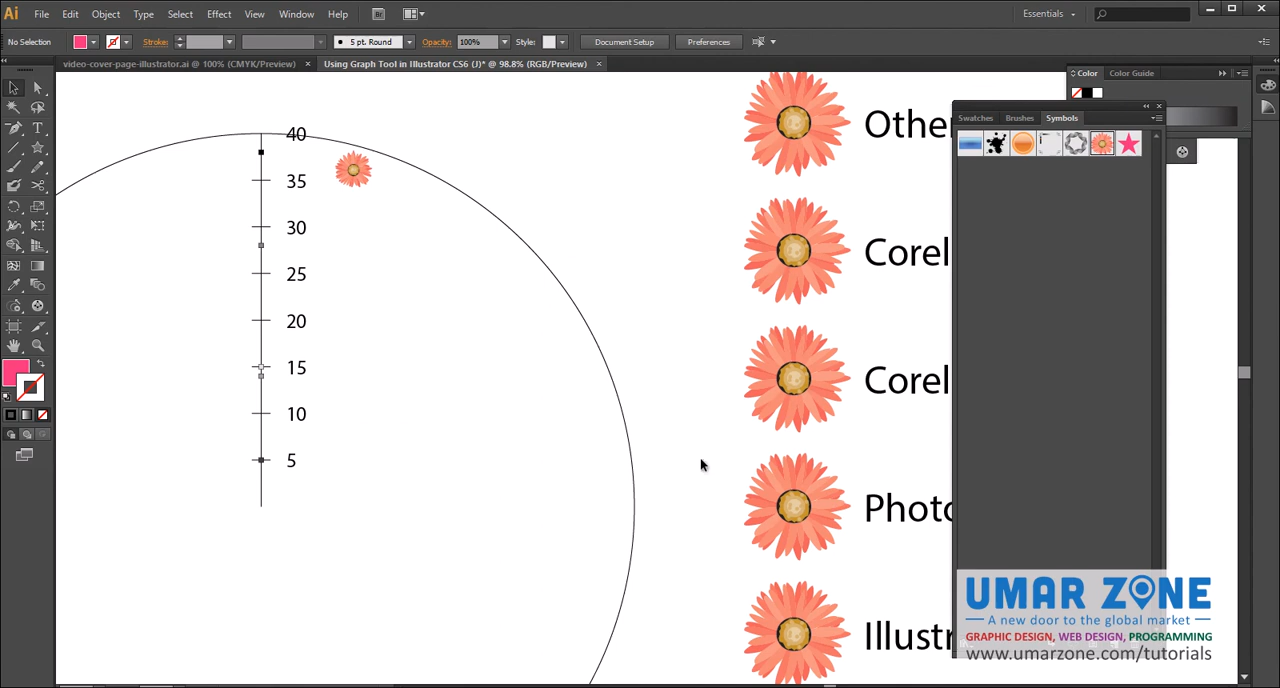 Ai File Edit Object Type Select Effect View Window Help Br Essentials
No Selection Stroke: 5 pt. Round Opacity: 100% Style: Document Setup Preferences
video-cover-page-illustrator.ai @ 100% (CMYK/Preview) × Using Graph Tool in Illustrator CS6 (J)* @ 98.8% (RGB/Preview) ×
Color Color Guide
Swatches Brushes Symbols
40
35
30
25
20
15
10
5
Other
Corel
Corel
Photo
Illustr
UMAR ZONE
A new door to the global market
GRAPHIC DESIGN, WEB DESIGN, PROGRAMMING
www.umarzone.com/tutorials